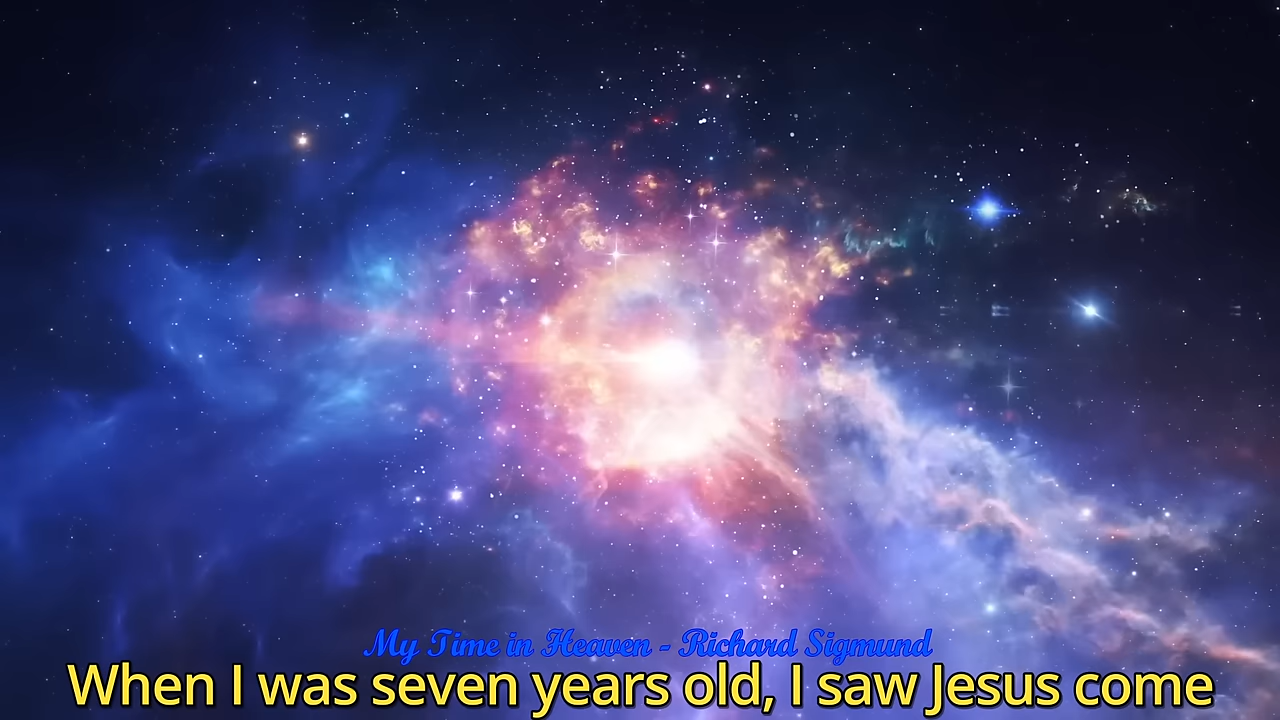 My Time in Heaven - Richard Sigmund
When I was seven years old, I saw Jesus come